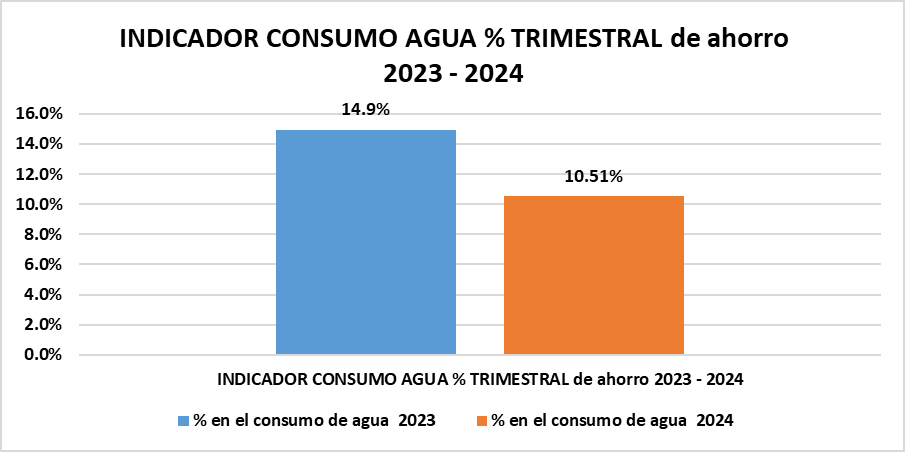 INDICADOR CONSUMO AGUA % TRIMESTRAL de ahorro
2023 - 2024
16.0%
14.0%
12.0%
10.0%
8.0%
6.0%
4.0%
2.0%
0.0%
14.9%
10.51%
INDICADOR CONSUMO AGUA % TRIMESTRAL de ahorro 2023 - 2024
% en el consumo de agua 2023
% en el consumo de agua 2024